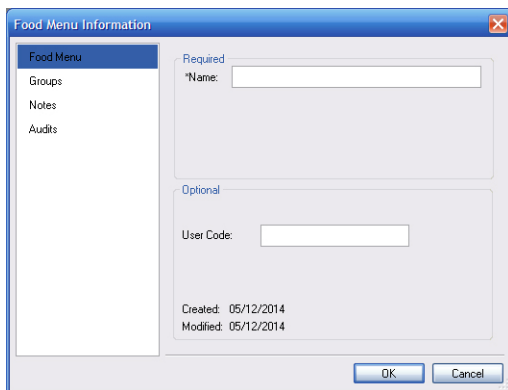 Food Menu Information
Food Menu
Groups
Notes
Audits
Required
*Name:
Optional
User Code:
Created: 05/12/2014
Modified: 05/12/2014
OK
Cancel